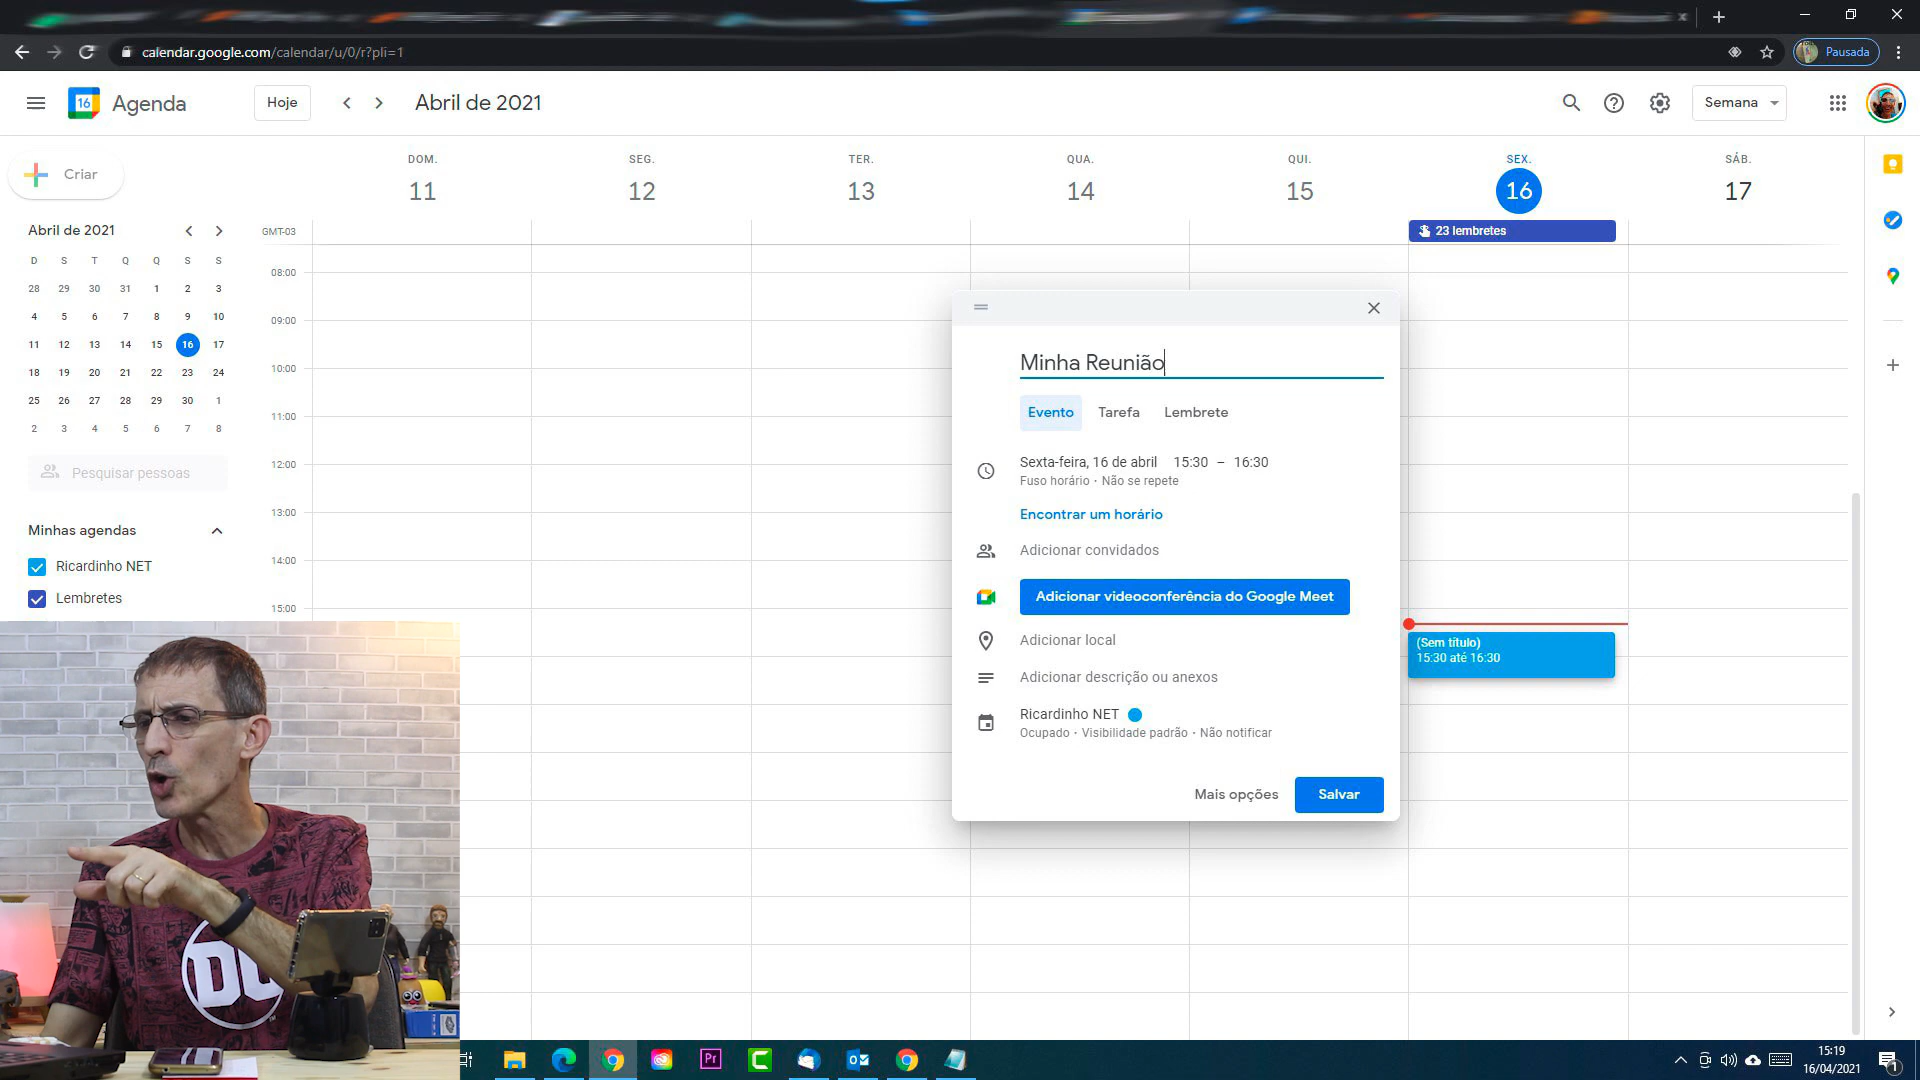 calendar.google.com/calendar/u/0/r?pli=1
Pausada
16 Agenda
Hoje
Abril de 2021
Semana
Criar
DOM. SEG. TER. QUA. QUI. SEX. SÁB.
11 12 13 14 15 16 17
Abril de 2021
GMT-03
23 lembretes
D S T Q Q S S
28 29 30 31 1 2 3
4 5 6 7 8 9 10
11 12 13 14 15 16 17
18 19 20 21 22 23 24
25 26 27 28 29 30 1
2 3 4 5 6 7 8
Pesquisar pessoas
Minhas agendas
Ricardinho NET
Lembretes
08:00
09:00
10:00
11:00
12:00
13:00
14:00
15:00
Minha Reunião
Evento Tarefa Lembrete
Sexta-feira, 16 de abril 15:30 – 16:30
Fuso horário · Não se repete
Encontrar um horário
Adicionar convidados
Adicionar videoconferência do Google Meet
Adicionar local
Adicionar descrição ou anexos
Ricardinho NET
Ocupado · Visibilidade padrão · Não notificar
Mais opções
Salvar
(Sem título)
15:30 até 16:30
DC
Pr
15:19
16/04/2021
1